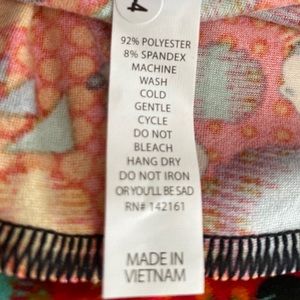 4
92% POLYESTER
8% SPANDEX
MACHINE
WASH
COLD
GENTLE
CYCLE
DO NOT
BLEACH
HANG DRY
DO NOT IRON
OR YOU'LL BE SAD
RN# 142161
MADE IN
VIETNAM